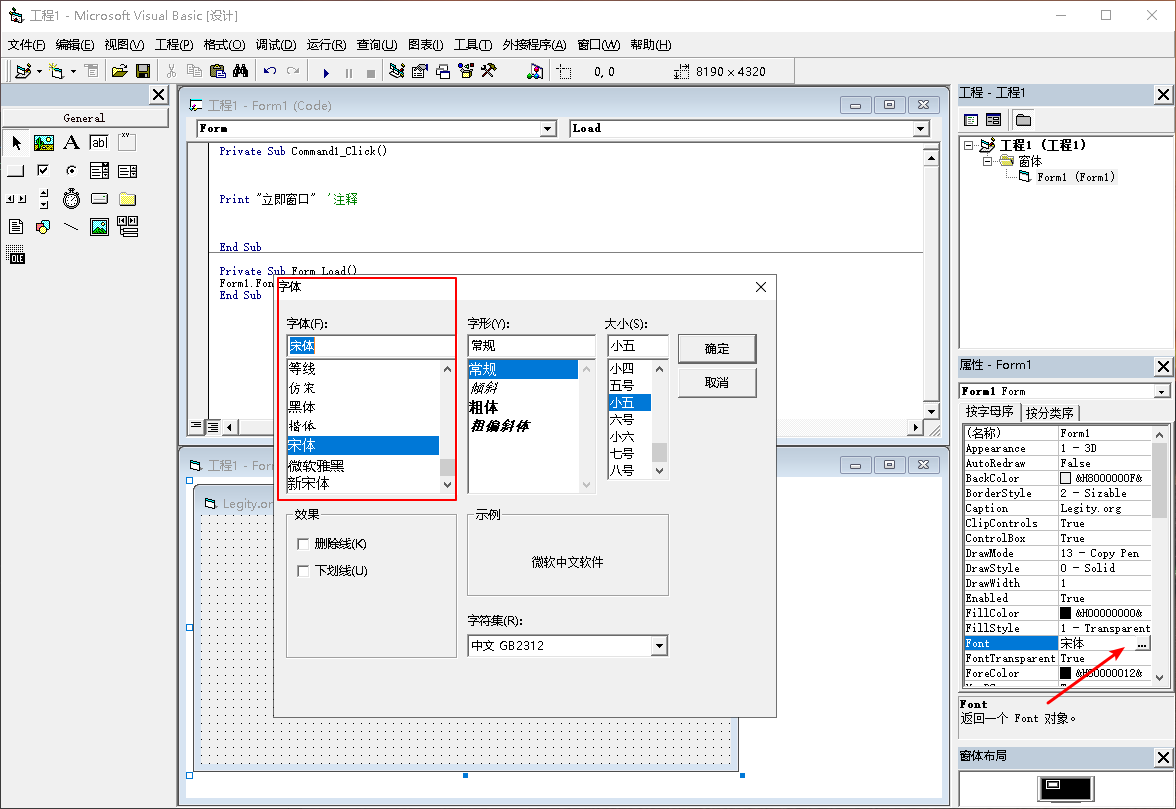 工程1 - Microsoft Visual Basic [设计]
文件(F) 编辑(E) 视图(V) 工程(P) 格式(O) 调试(D) 运行(R) 查询(U) 图表(I) 工具(T) 外接程序(A) 窗口(W) 帮助(H)
0, 0
8190 × 4320
General
A
ab
xy
OLE
工程1 - Form1 (Code)
Form
Load
Private Sub Command1_Click()
Print "立即窗口" '注释
End Sub
Private Sub Form_Load()
Form1.Fon
End Sub
工程1 - For
Legity.or
字体
字体(F):
宋体
等线
仿宋
黑体
楷体
宋体
微软雅黑
新宋体
字形(Y):
常规
常规
倾斜
粗体
粗偏斜体
大小(S):
小五
小四
五号
小五
六号
小六
七号
八号
确定
取消
效果
删除线(K)
下划线(U)
示例
微软中文软件
字符集(R):
中文 GB2312
工程 - 工程1
工程1 (工程1)
窗体
Form1 (Form1)
属性 - Form1
Form1 Form
按字母序 按分类序
(名称) Form1
Appearance 1 - 3D
AutoRedraw False
BackColor &H8000000F&
BorderStyle 2 - Sizable
Caption Legity.org
ClipControls True
ControlBox True
DrawMode 13 - Copy Pen
DrawStyle 0 - Solid
DrawWidth 1
Enabled True
FillColor &H00000000&
FillStyle 1 - Transparent
Font 宋体 ...
FontTransparent True
ForeColor &H80000012&
Font
返回一个 Font 对象。
窗体布局